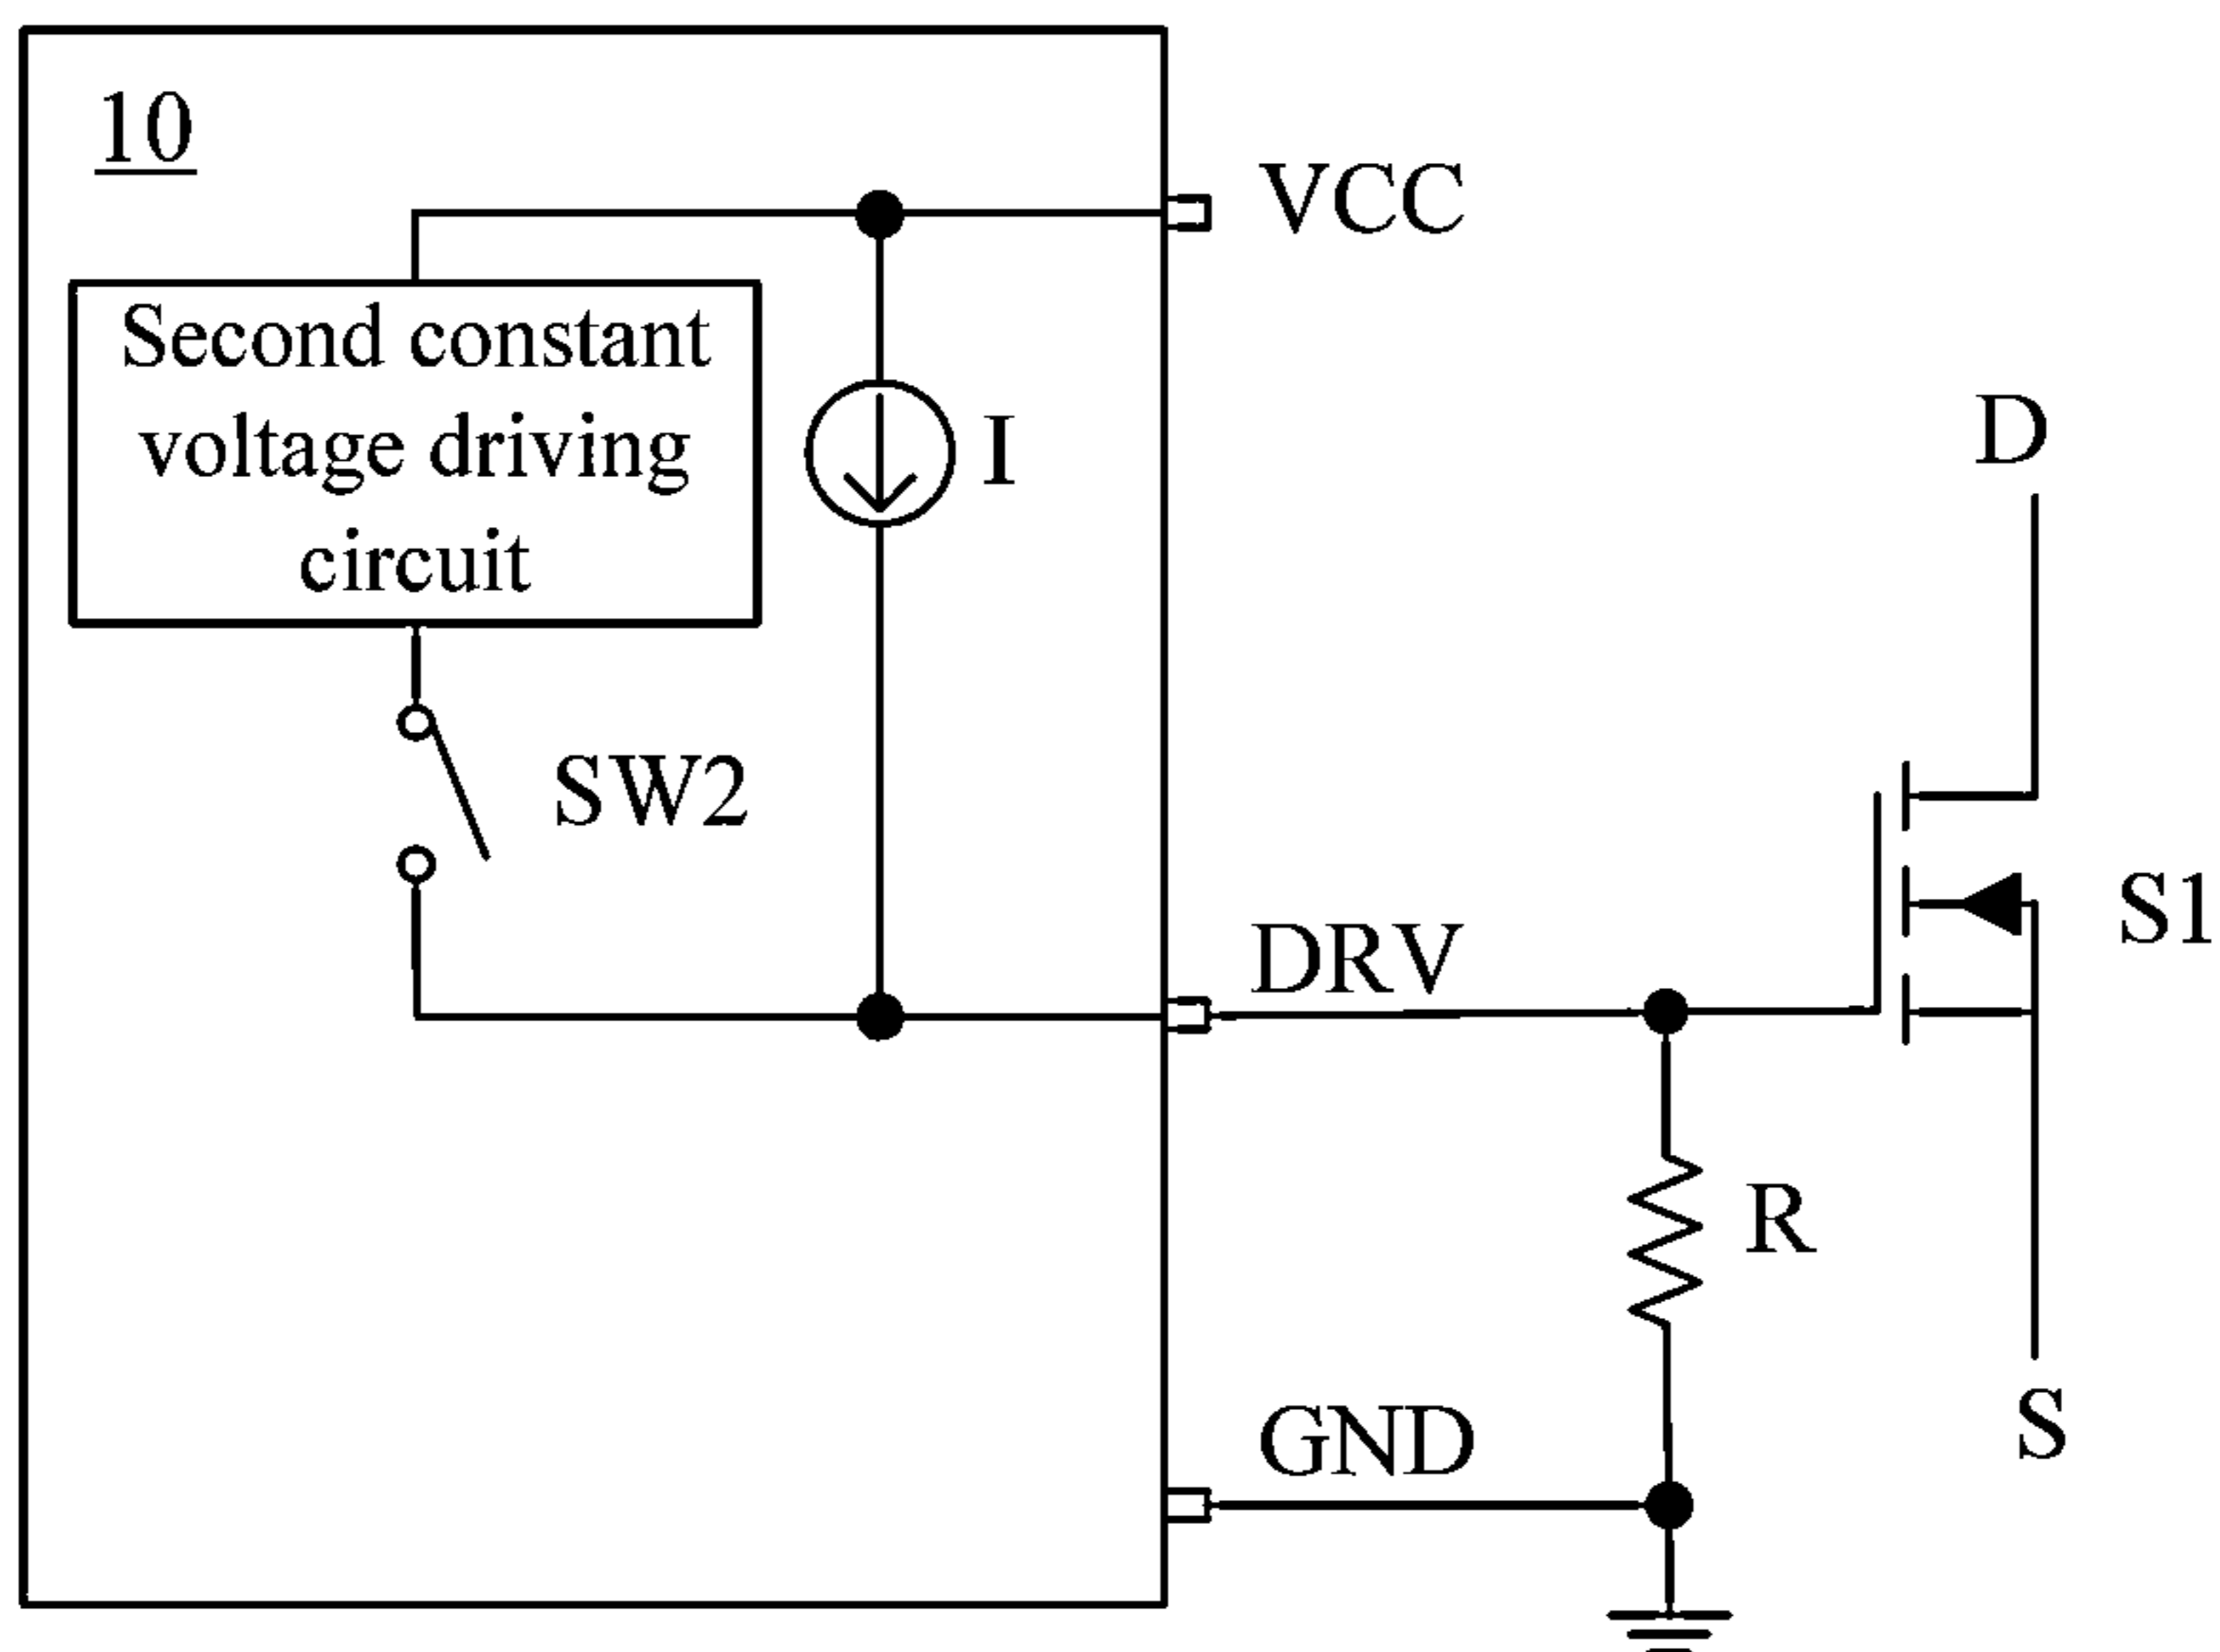 10
VCC
Second constant
voltage driving
circuit
I
D
SW2
S1
DRV
R
GND
S